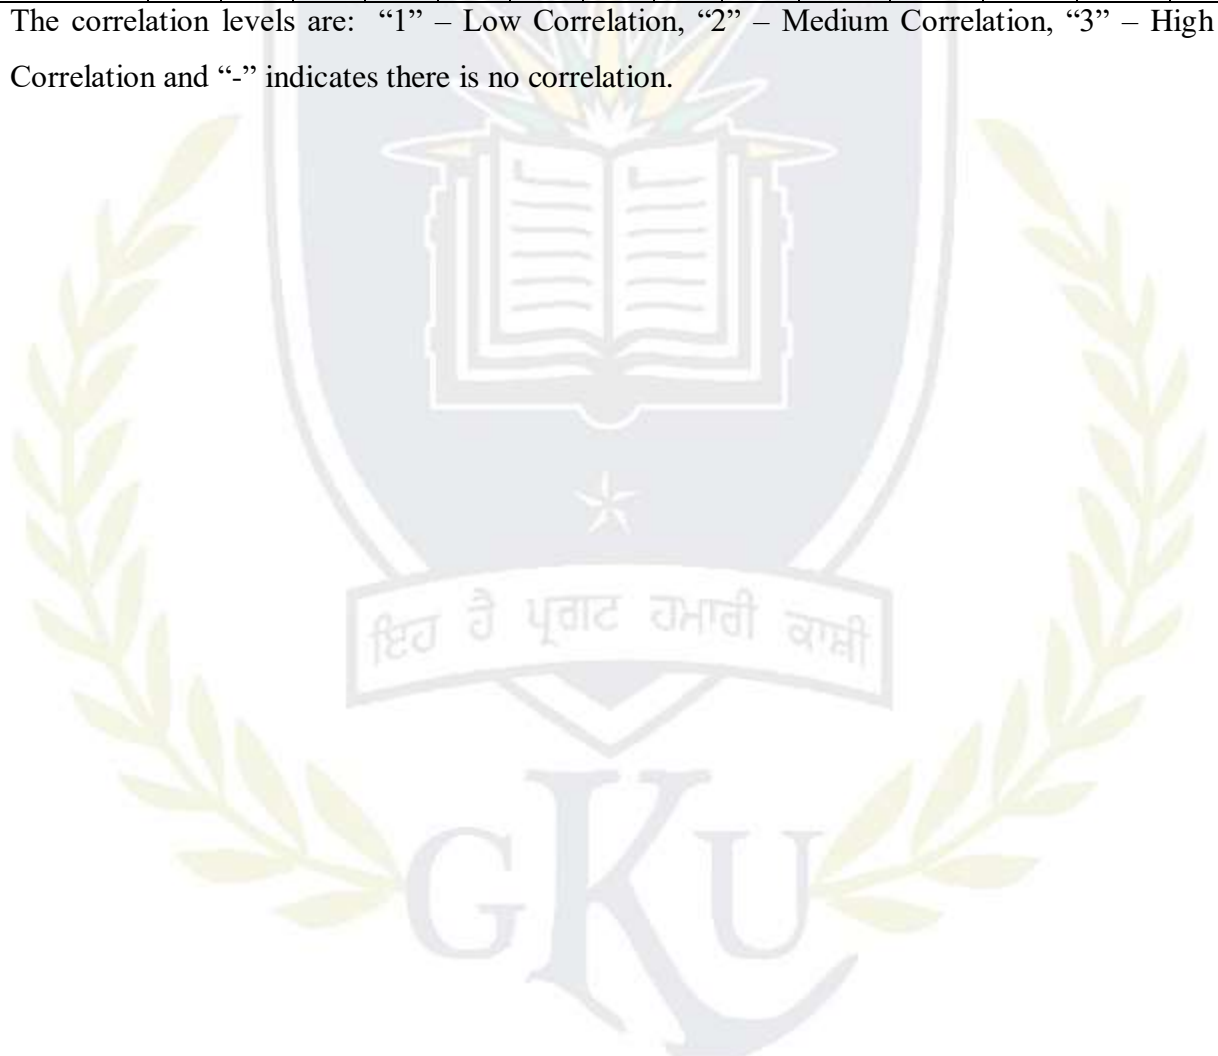 The correlation levels are: “1” – Low Correlation, “2” – Medium Correlation, “3” – High
Correlation and “-” indicates there is no correlation.
ਇਹ ਹੈ ਪ੍ਰਗਟ ਹਮਾਰੀ ਕਾਸ਼ੀ
GKU